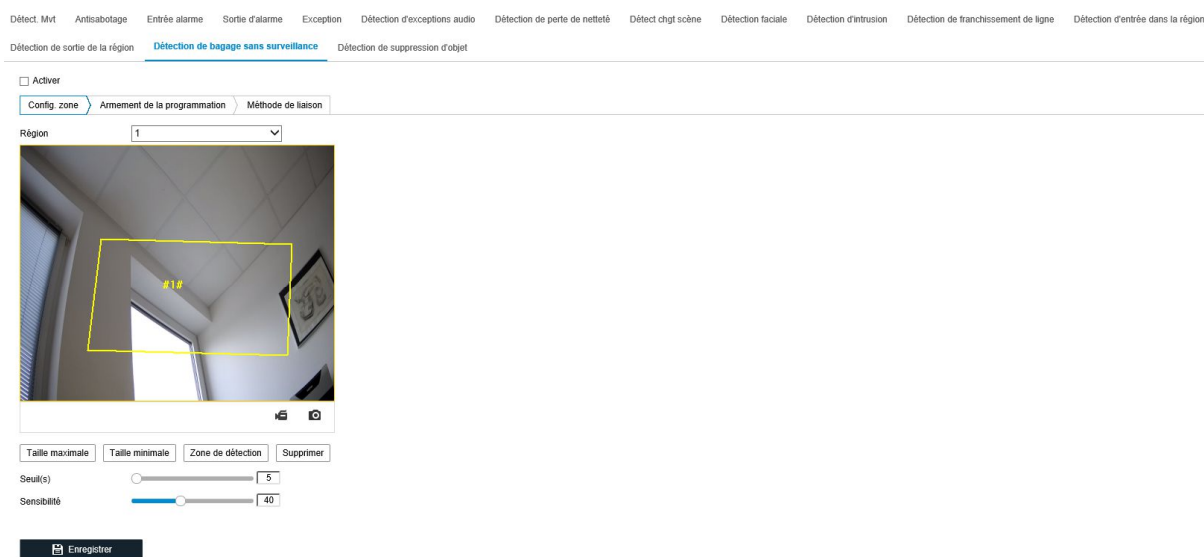 Détect. Mvt Antisabotage Entrée alarme Sortie d'alarme Exception Détection d'exceptions audio Détection de perte de netteté Détect chgt scène Détection faciale Détection d'intrusion Détection de franchissement de ligne Détection d'entrée dans la région
Détection de sortie de la région Détection de bagage sans surveillance Détection de suppression d'objet
Activer
Config. zone Armement de la programmation Méthode de liaison
Région 1
#1#
Taille maximale Taille minimale Zone de détection Supprimer
Seuil(s) 5
Sensibilité 40
Enregistrer